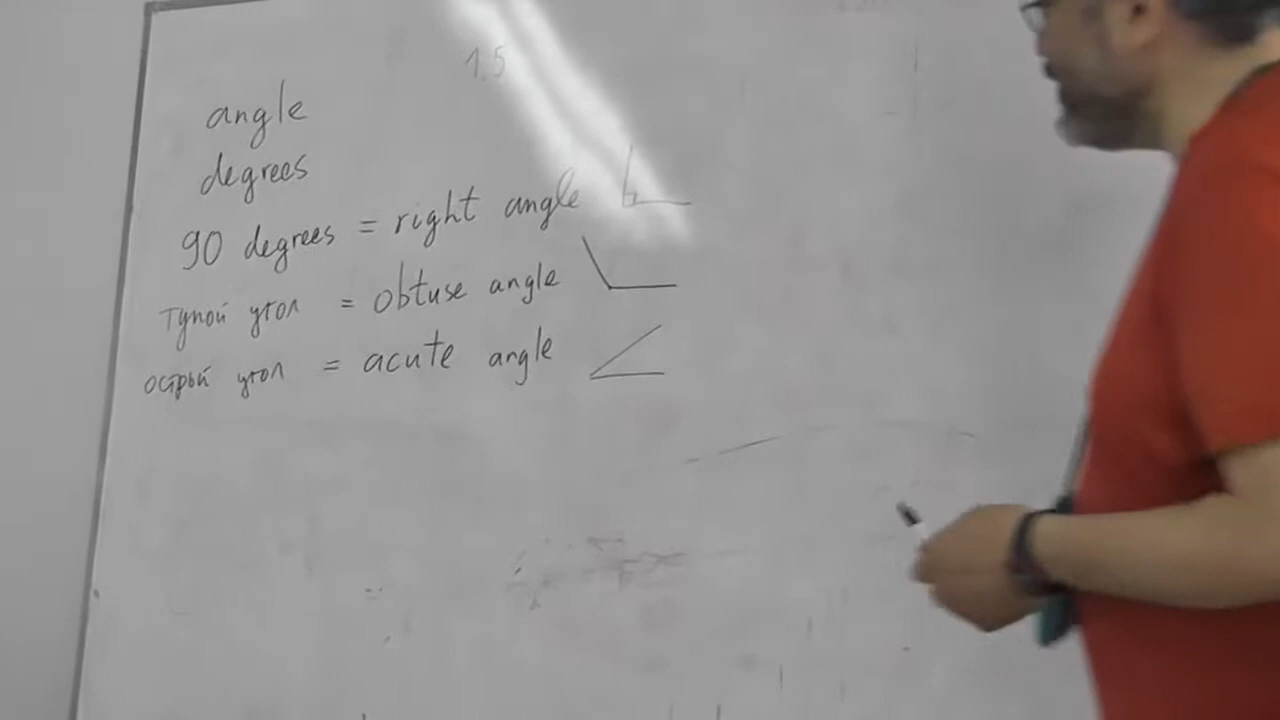 1.5
angle
degrees
90 degrees = right angle
тупой угол = obtuse angle
острый угол = acute angle